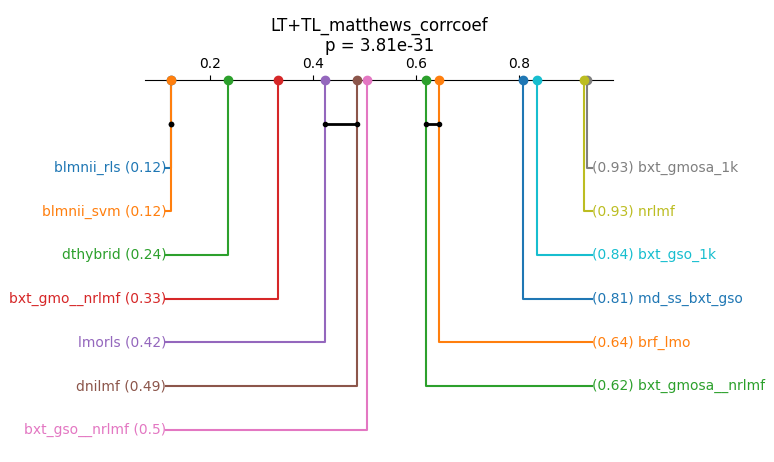 LT+TL_matthews_corrcoef
p = 3.81e-31
0.2 0.4 0.6 0.8
blmnii_rls (0.12)
(0.93) bxt_gmosa_1k
blmnii_svm (0.12)
(0.93) nrlmf
dthybrid (0.24)
(0.84) bxt_gso_1k
bxt_gmo__nrlmf (0.33)
(0.81) md_ss_bxt_gso
lmorls (0.42)
(0.64) brf_lmo
dnilmf (0.49)
(0.62) bxt_gmosa__nrlmf
bxt_gso__nrlmf (0.5)